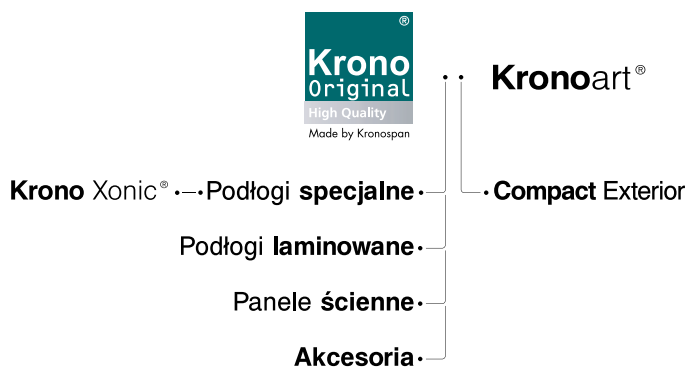 ®
Krono
Original
High Quality
Made by Kronospan
Kronoart®
Krono Xonic®
Podłogi specjalne
Compact Exterior
Podłogi laminowane
Panele ścienne
Akcesoria